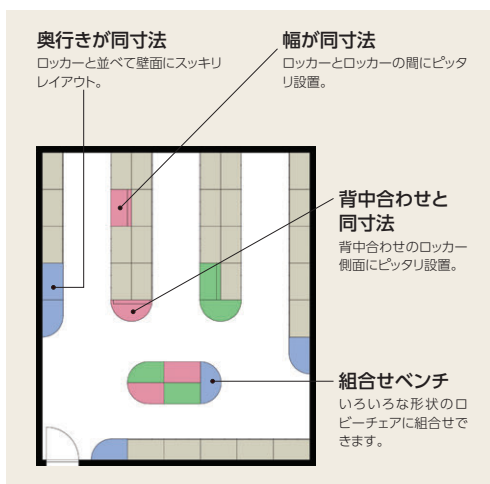 奥行きが同寸法
ロッカーと並べて壁面にスッキリ
レイアウト。
幅が同寸法
ロッカーとロッカーの間にピッタ
リ設置。
背中合わせと
同寸法
背中合わせのロッカー
側面にピッタリ設置。
組合せベンチ
いろいろな形状のロ
ビーチェアに組合せで
きます。